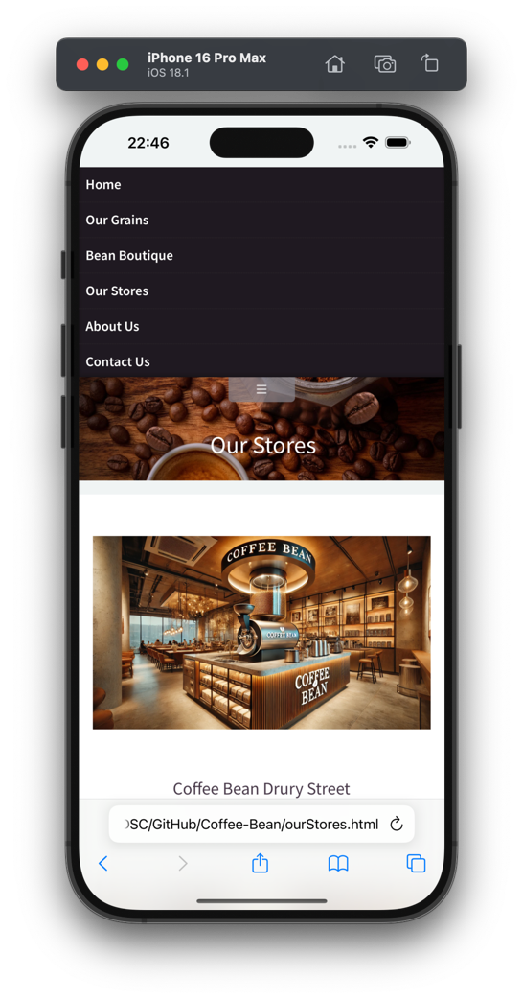 iPhone 16 Pro Max
iOS 18.1
22:46
Home
Our Grains
Bean Boutique
Our Stores
About Us
Contact Us
Our Stores
COFFEE BEAN
COFFEE BEAN
COFFEE
BEAN
Coffee Bean Drury Street
SC/GitHub/Coffee-Bean/ourStores.html